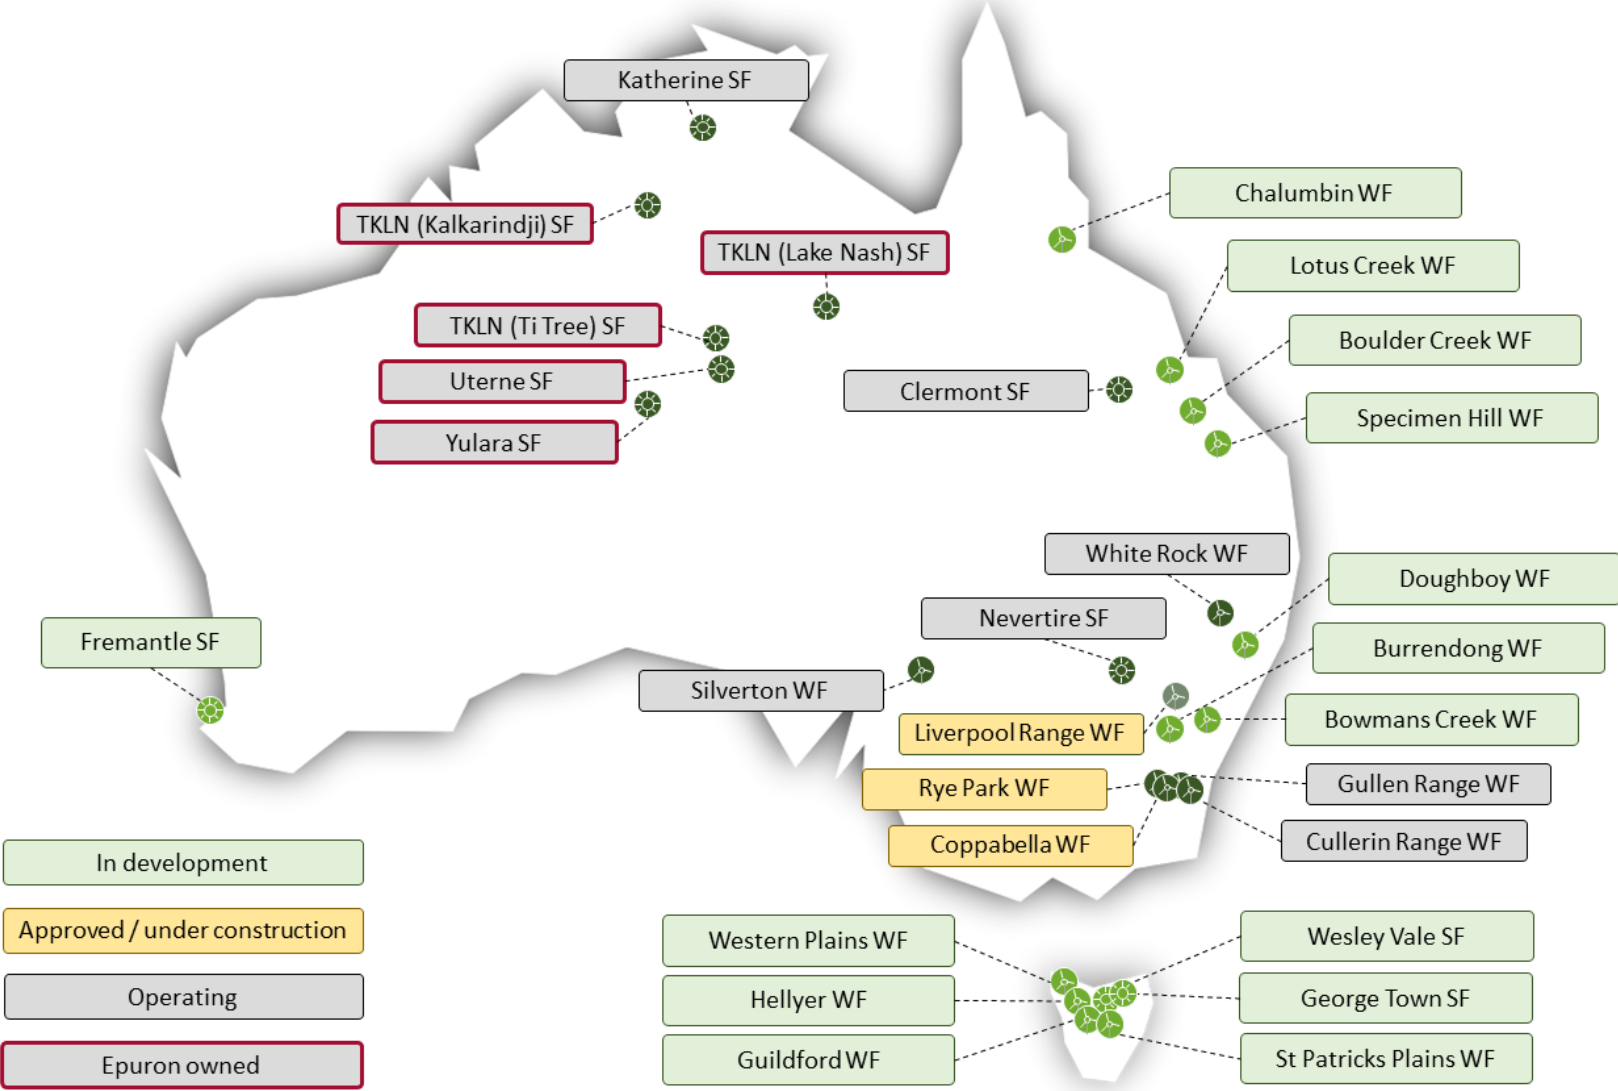 Katherine SF
Chalumbin WF
TKLN (Kalkarindji) SF
TKLN (Lake Nash) SF
Lotus Creek WF
TKLN (Ti Tree) SF
Boulder Creek WF
Uterne SF
Clermont SF
Specimen Hill WF
Yulara SF
White Rock WF
Doughboy WF
Nevertire SF
Fremantle SF
Burrendong WF
Silverton WF
Bowmans Creek WF
Liverpool Range WF
Rye Park WF
Gullen Range WF
Coppabella WF
Cullerin Range WF
In development
Approved / under construction
Operating
Epuron owned
Western Plains WF
Wesley Vale SF
Hellyer WF
George Town SF
Guildford WF
St Patricks Plains WF